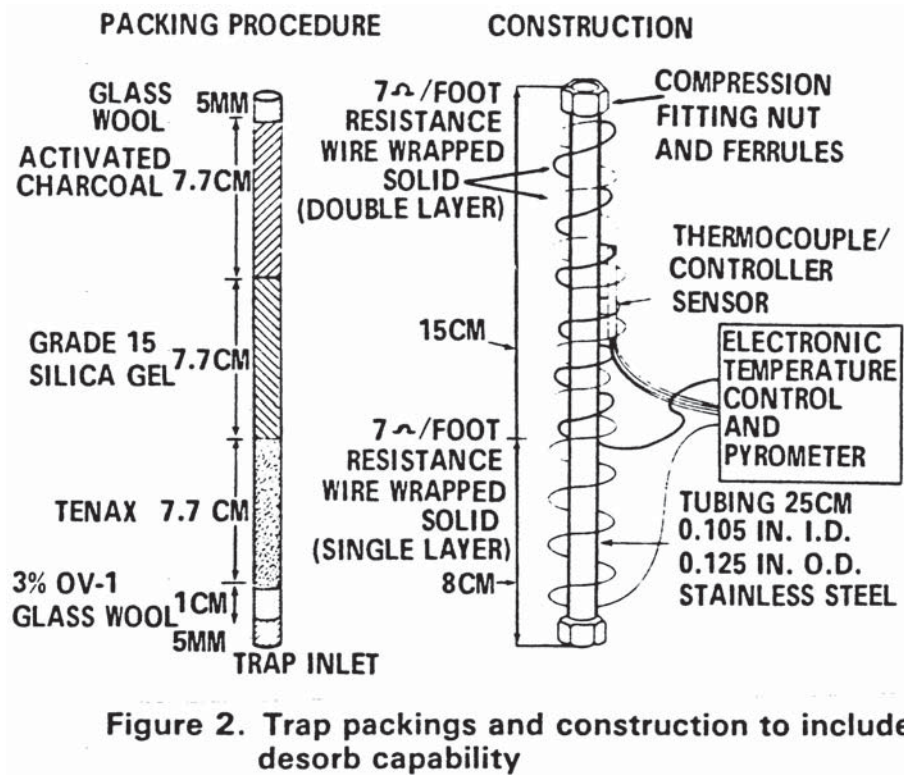 PACKING PROCEDURE
CONSTRUCTION
GLASS
WOOL
5MM
ACTIVATED
CHARCOAL 7.7CM
GRADE 15
SILICA GEL
7.7CM
TENAX 7.7 CM
3% OV-1
GLASS WOOL
1CM
5MM
TRAP INLET
7Ω/FOOT
RESISTANCE
WIRE WRAPPED
SOLID
(DOUBLE LAYER)
15CM
7Ω/FOOT
RESISTANCE
WIRE WRAPPED
SOLID
(SINGLE LAYER)
8CM
COMPRESSION
FITTING NUT
AND FERRULES
THERMOCOUPLE/
CONTROLLER
SENSOR
ELECTRONIC
TEMPERATURE
CONTROL
AND
PYROMETER
TUBING 25CM
0.105 IN. I.D.
0.125 IN. O.D.
STAINLESS STEEL
Figure 2. Trap packings and construction to include
desorb capability